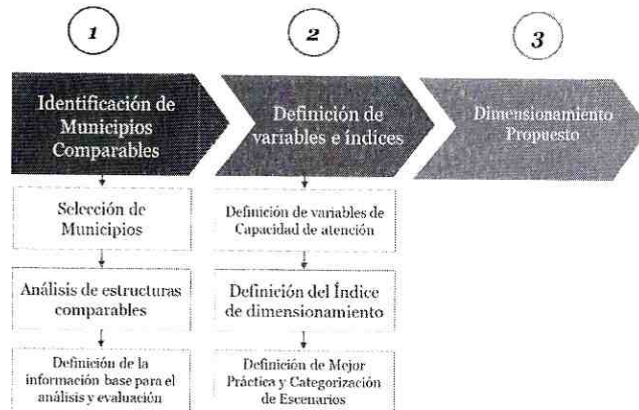 1
2
3
Identificación de
Municipios
Comparables
Definición de
variables e índices
Dimensionamiento
Propuesto
Selección de
Municipios
Definición de variables de
Capacidad de atención
Análisis de estructuras
comparables
Definición del Índice
de dimensionamiento
Definición de la
información base para el
análisis y evaluación
Definición de Mejor
Práctica y Categorización
de Escenarios